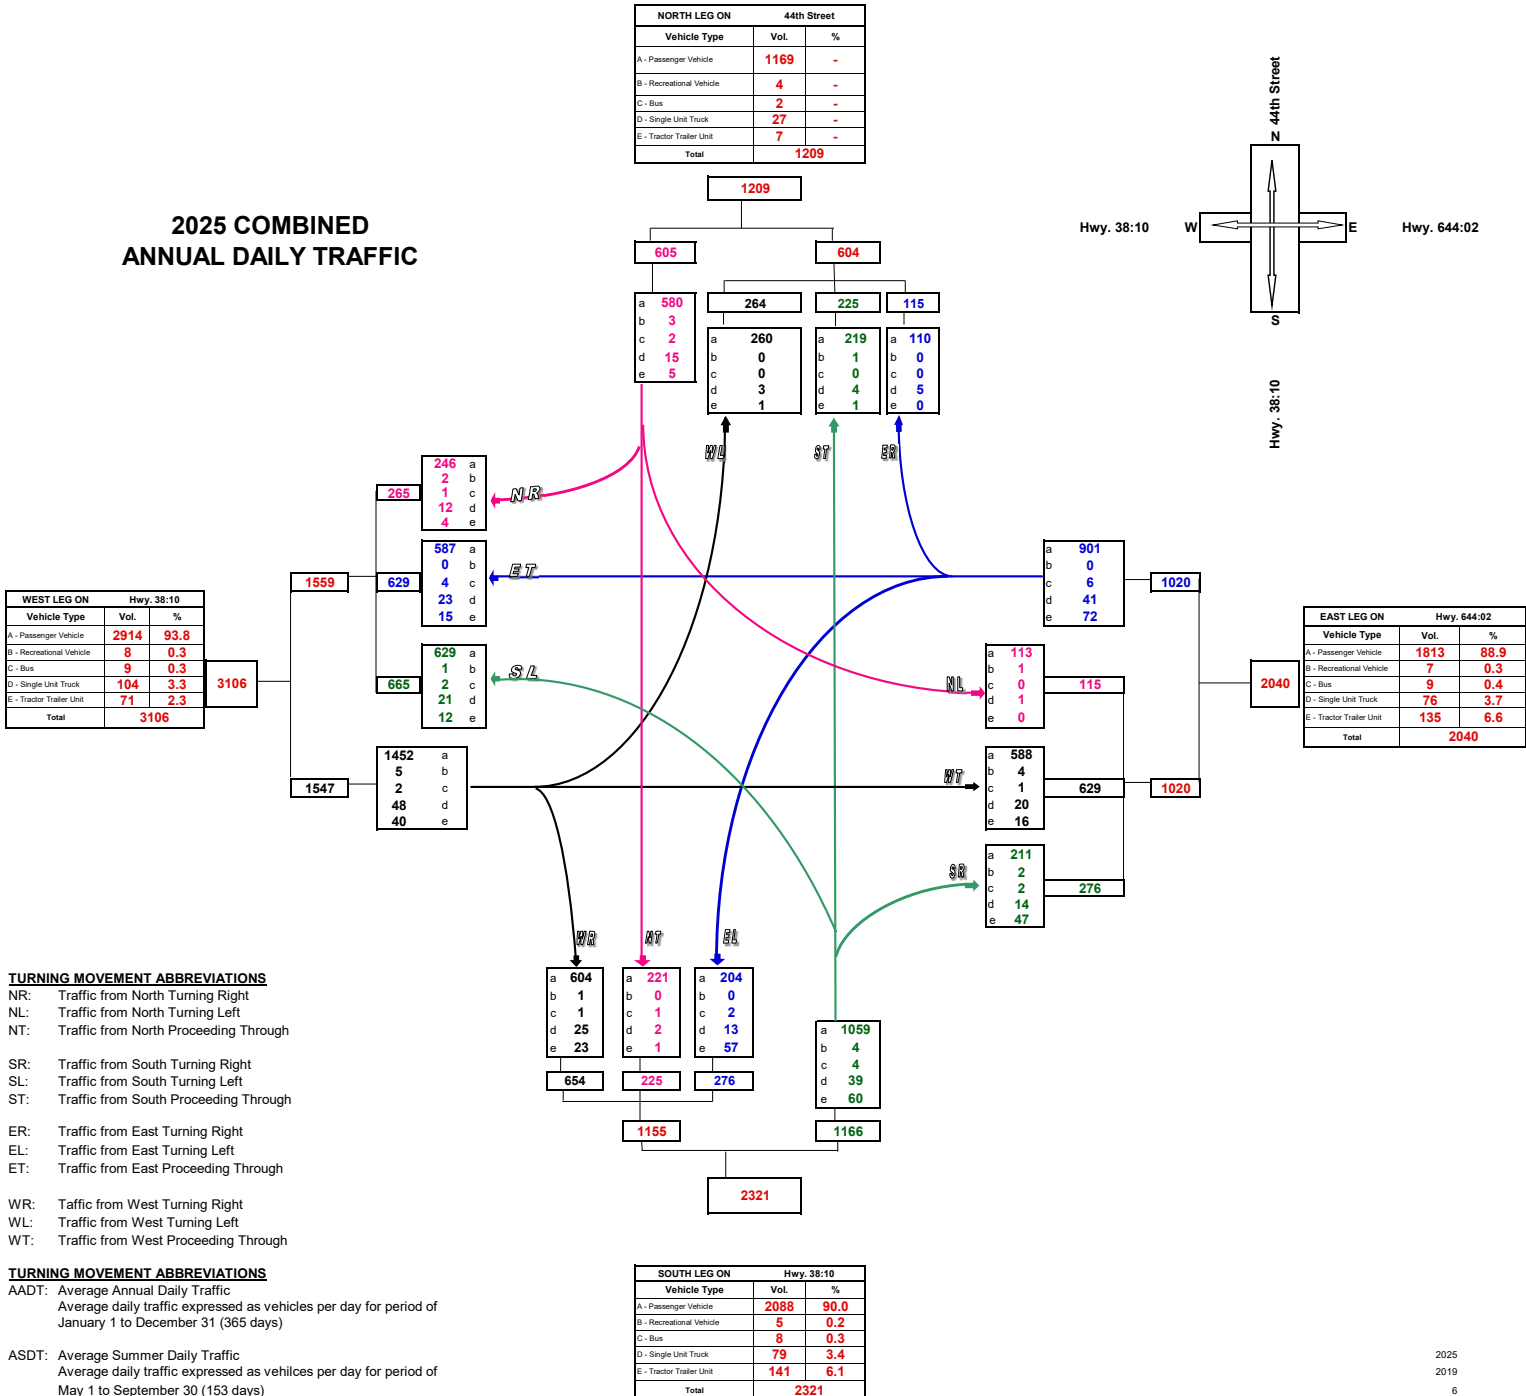 NORTH LEG ON 44th Street
Vehicle Type Vol. %
A - Passenger Vehicle 1169 -
B - Recreational Vehicle 4 -
C - Bus 2 -
D - Single Unit Truck 27 -
E - Tractor Trailer Unit 7 -
Total 1209
1209
2025 COMBINED
ANNUAL DAILY TRAFFIC
44th Street
N
Hwy. 38:10 W E Hwy. 644:02
S
Hwy. 38:10
605 604
264 225 115
a 580
b 3
c 2
d 15
e 5
a 260
b 0
c 0
d 3
e 1
a 219
b 1
c 0
d 4
e 1
a 110
b 0
c 0
d 5
e 0
WL ST ER
246 a
2 b
1 c
12 d
4 e
265
NR
587 a
0 b
4 c
23 d
15 e
1559 629
ET
629 a
1 b
2 c
21 d
12 e
665
SL
1452 a
5 b
2 c
48 d
40 e
1547
WEST LEG ON Hwy. 38:10
Vehicle Type Vol. %
A - Passenger Vehicle 2914 93.8
B - Recreational Vehicle 8 0.3
C - Bus 9 0.3
D - Single Unit Truck 104 3.3
E - Tractor Trailer Unit 71 2.3
Total 3106
3106
a 901
b 0
c 6
d 41
e 72
1020
NL
a 113
b 1
c 0
d 1
e 0
115
WT
a 588
b 4
c 1
d 20
e 16
629 1020
SR
a 211
b 2
c 2
d 14
e 47
276
2040
EAST LEG ON Hwy. 644:02
Vehicle Type Vol. %
A - Passenger Vehicle 1813 88.9
B - Recreational Vehicle 7 0.3
C - Bus 9 0.4
D - Single Unit Truck 76 3.7
E - Tractor Trailer Unit 135 6.6
Total 2040
WR NT EL
a 604
b 1
c 1
d 25
e 23
654
a 221
b 0
c 1
d 2
e 1
225
a 204
b 0
c 2
d 13
e 57
276
a 1059
b 4
c 4
d 39
e 60
1155 1166
2321
TURNING MOVEMENT ABBREVIATIONS
NR: Traffic from North Turning Right
NL: Traffic from North Turning Left
NT: Traffic from North Proceeding Through
SR: Traffic from South Turning Right
SL: Traffic from South Turning Left
ST: Traffic from South Proceeding Through
ER: Traffic from East Turning Right
EL: Traffic from East Turning Left
ET: Traffic from East Proceeding Through
WR: Taffic from West Turning Right
WL: Traffic from West Turning Left
WT: Traffic from West Proceeding Through
TURNING MOVEMENT ABBREVIATIONS
AADT: Average Annual Daily Traffic
Average daily traffic expressed as vehicles per day for period of
January 1 to December 31 (365 days)
ASDT: Average Summer Daily Traffic
Average daily traffic expressed as vehilces per day for period of
May 1 to September 30 (153 days)
SOUTH LEG ON Hwy. 38:10
Vehicle Type Vol. %
A - Passenger Vehicle 2088 90.0
B - Recreational Vehicle 5 0.2
C - Bus 8 0.3
D - Single Unit Truck 79 3.4
E - Tractor Trailer Unit 141 6.1
Total 2321
2025
2019
6